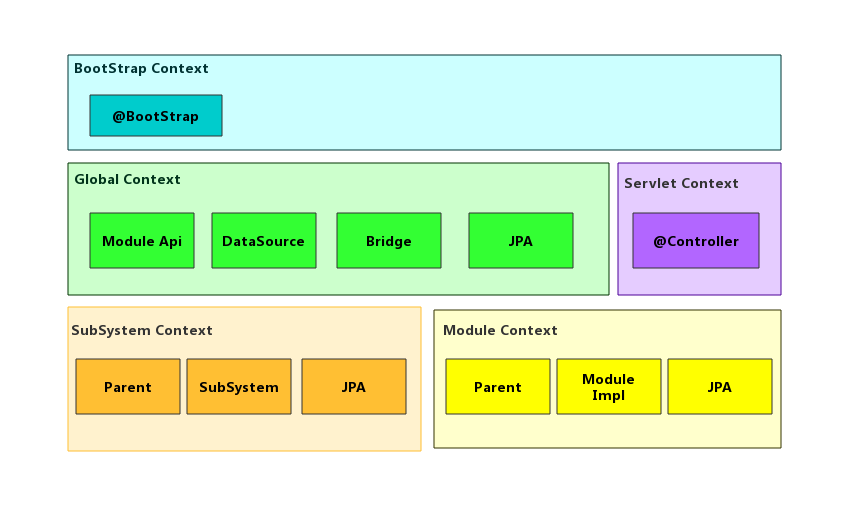 BootStrap Context
@BootStrap
Global Context
Module Api
DataSource
Bridge
JPA
Servlet Context
@Controller
SubSystem Context
Parent
SubSystem
JPA
Module Context
Parent
Module
Impl
JPA